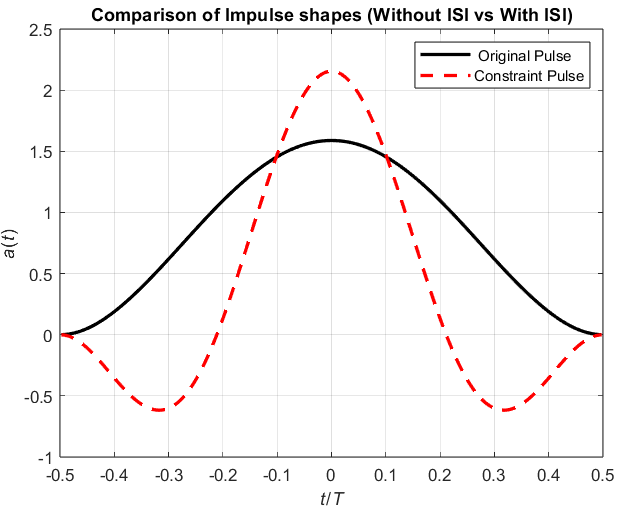 Comparison of Impulse shapes (Without ISI vs With ISI)
2.5
2
1.5
1
0.5
0
-0.5
-1
a(t)
Original Pulse
Constraint Pulse
-0.5 -0.4 -0.3 -0.2 -0.1 0 0.1 0.2 0.3 0.4 0.5
t/T